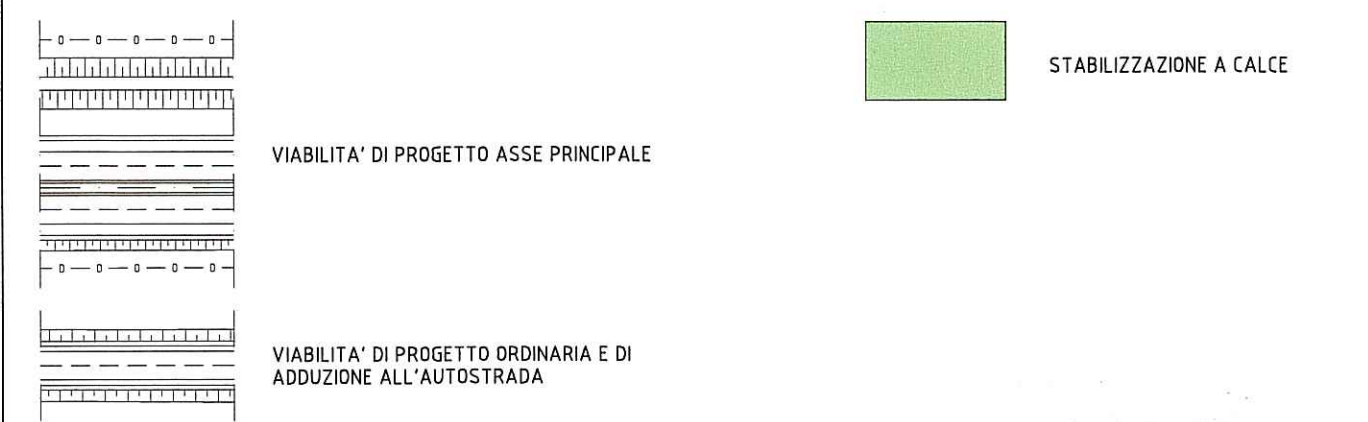 STABILIZZAZIONE A CALCE
VIABILITA' DI PROGETTO ASSE PRINCIPALE
VIABILITA' DI PROGETTO ORDINARIA E DI
ADDUZIONE ALL'AUTOSTRADA